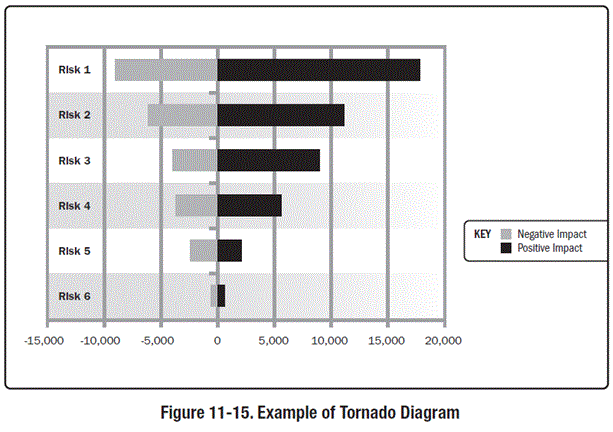 Risk 1
Risk 2
Risk 3
Risk 4
Risk 5
Risk 6
KEY Negative Impact
Positive Impact
-15,000 -10,000 -5,000 0 5,000 10,000 15,000 20,000
Figure 11-15. Example of Tornado Diagram